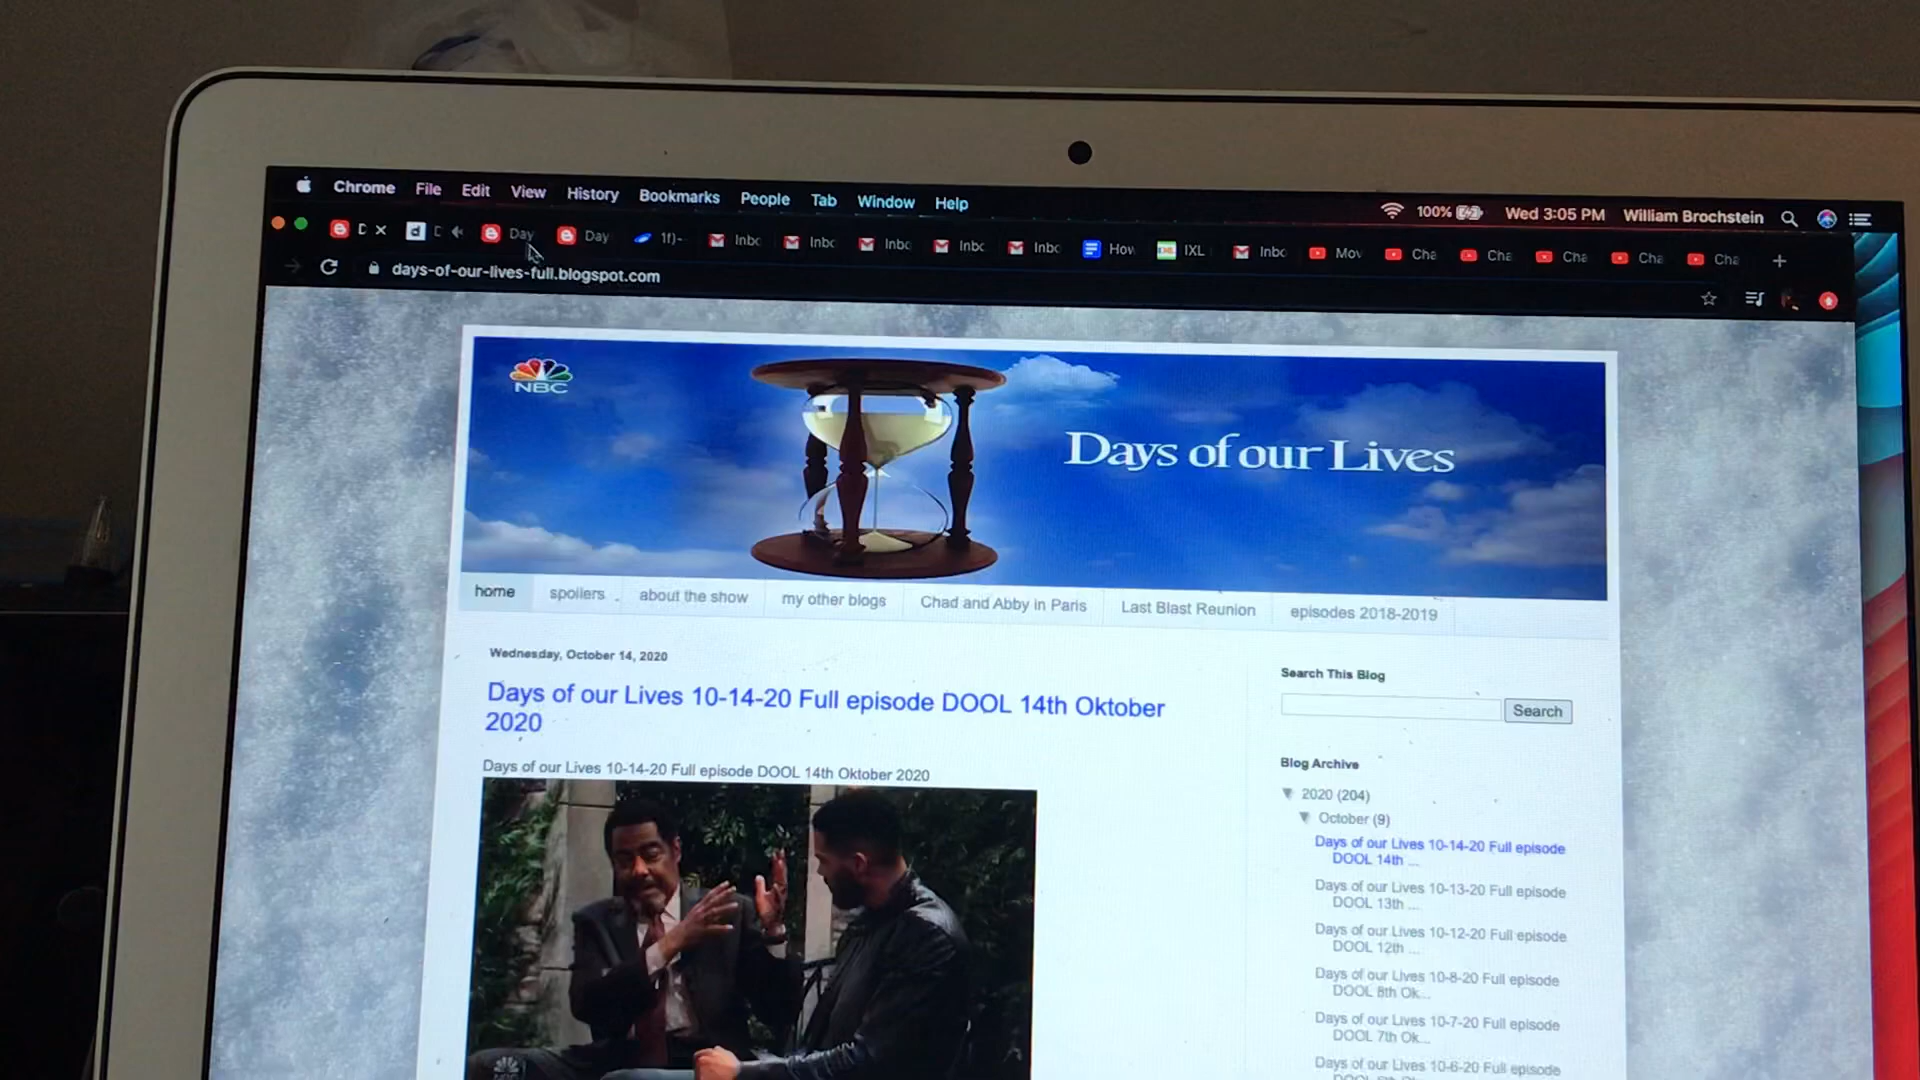 Chrome File Edit View History Bookmarks People Tab Window Help 100% Wed 3:05 PM William Brochstein
D Day Day 1f)- Inbc Inbc Inbc Inbc Inbc Hov IXL Inbc Mov Cha Cha Cha Cha Cha
days-of-our-lives-full.blogspot.com
NBC
Days of our Lives
home spoilers about the show my other blogs Chad and Abby in Paris Last Blast Reunion episodes 2018-2019
Wednesday, October 14, 2020
Days of our Lives 10-14-20 Full episode DOOL 14th Oktober
2020
Days of our Lives 10-14-20 Full episode DOOL 14th Oktober 2020
NBC
Search This Blog
Search
Blog Archive
2020 (204)
October (9)
Days of our Lives 10-14-20 Full episode
DOOL 14th ...
Days of our Lives 10-13-20 Full episode
DOOL 13th ...
Days of our Lives 10-12-20 Full episode
DOOL 12th ...
Days of our Lives 10-8-20 Full episode
DOOL 8th Ok...
Days of our Lives 10-7-20 Full episode
DOOL 7th Ok...
Days of our Lives 10-6-20 Full episode